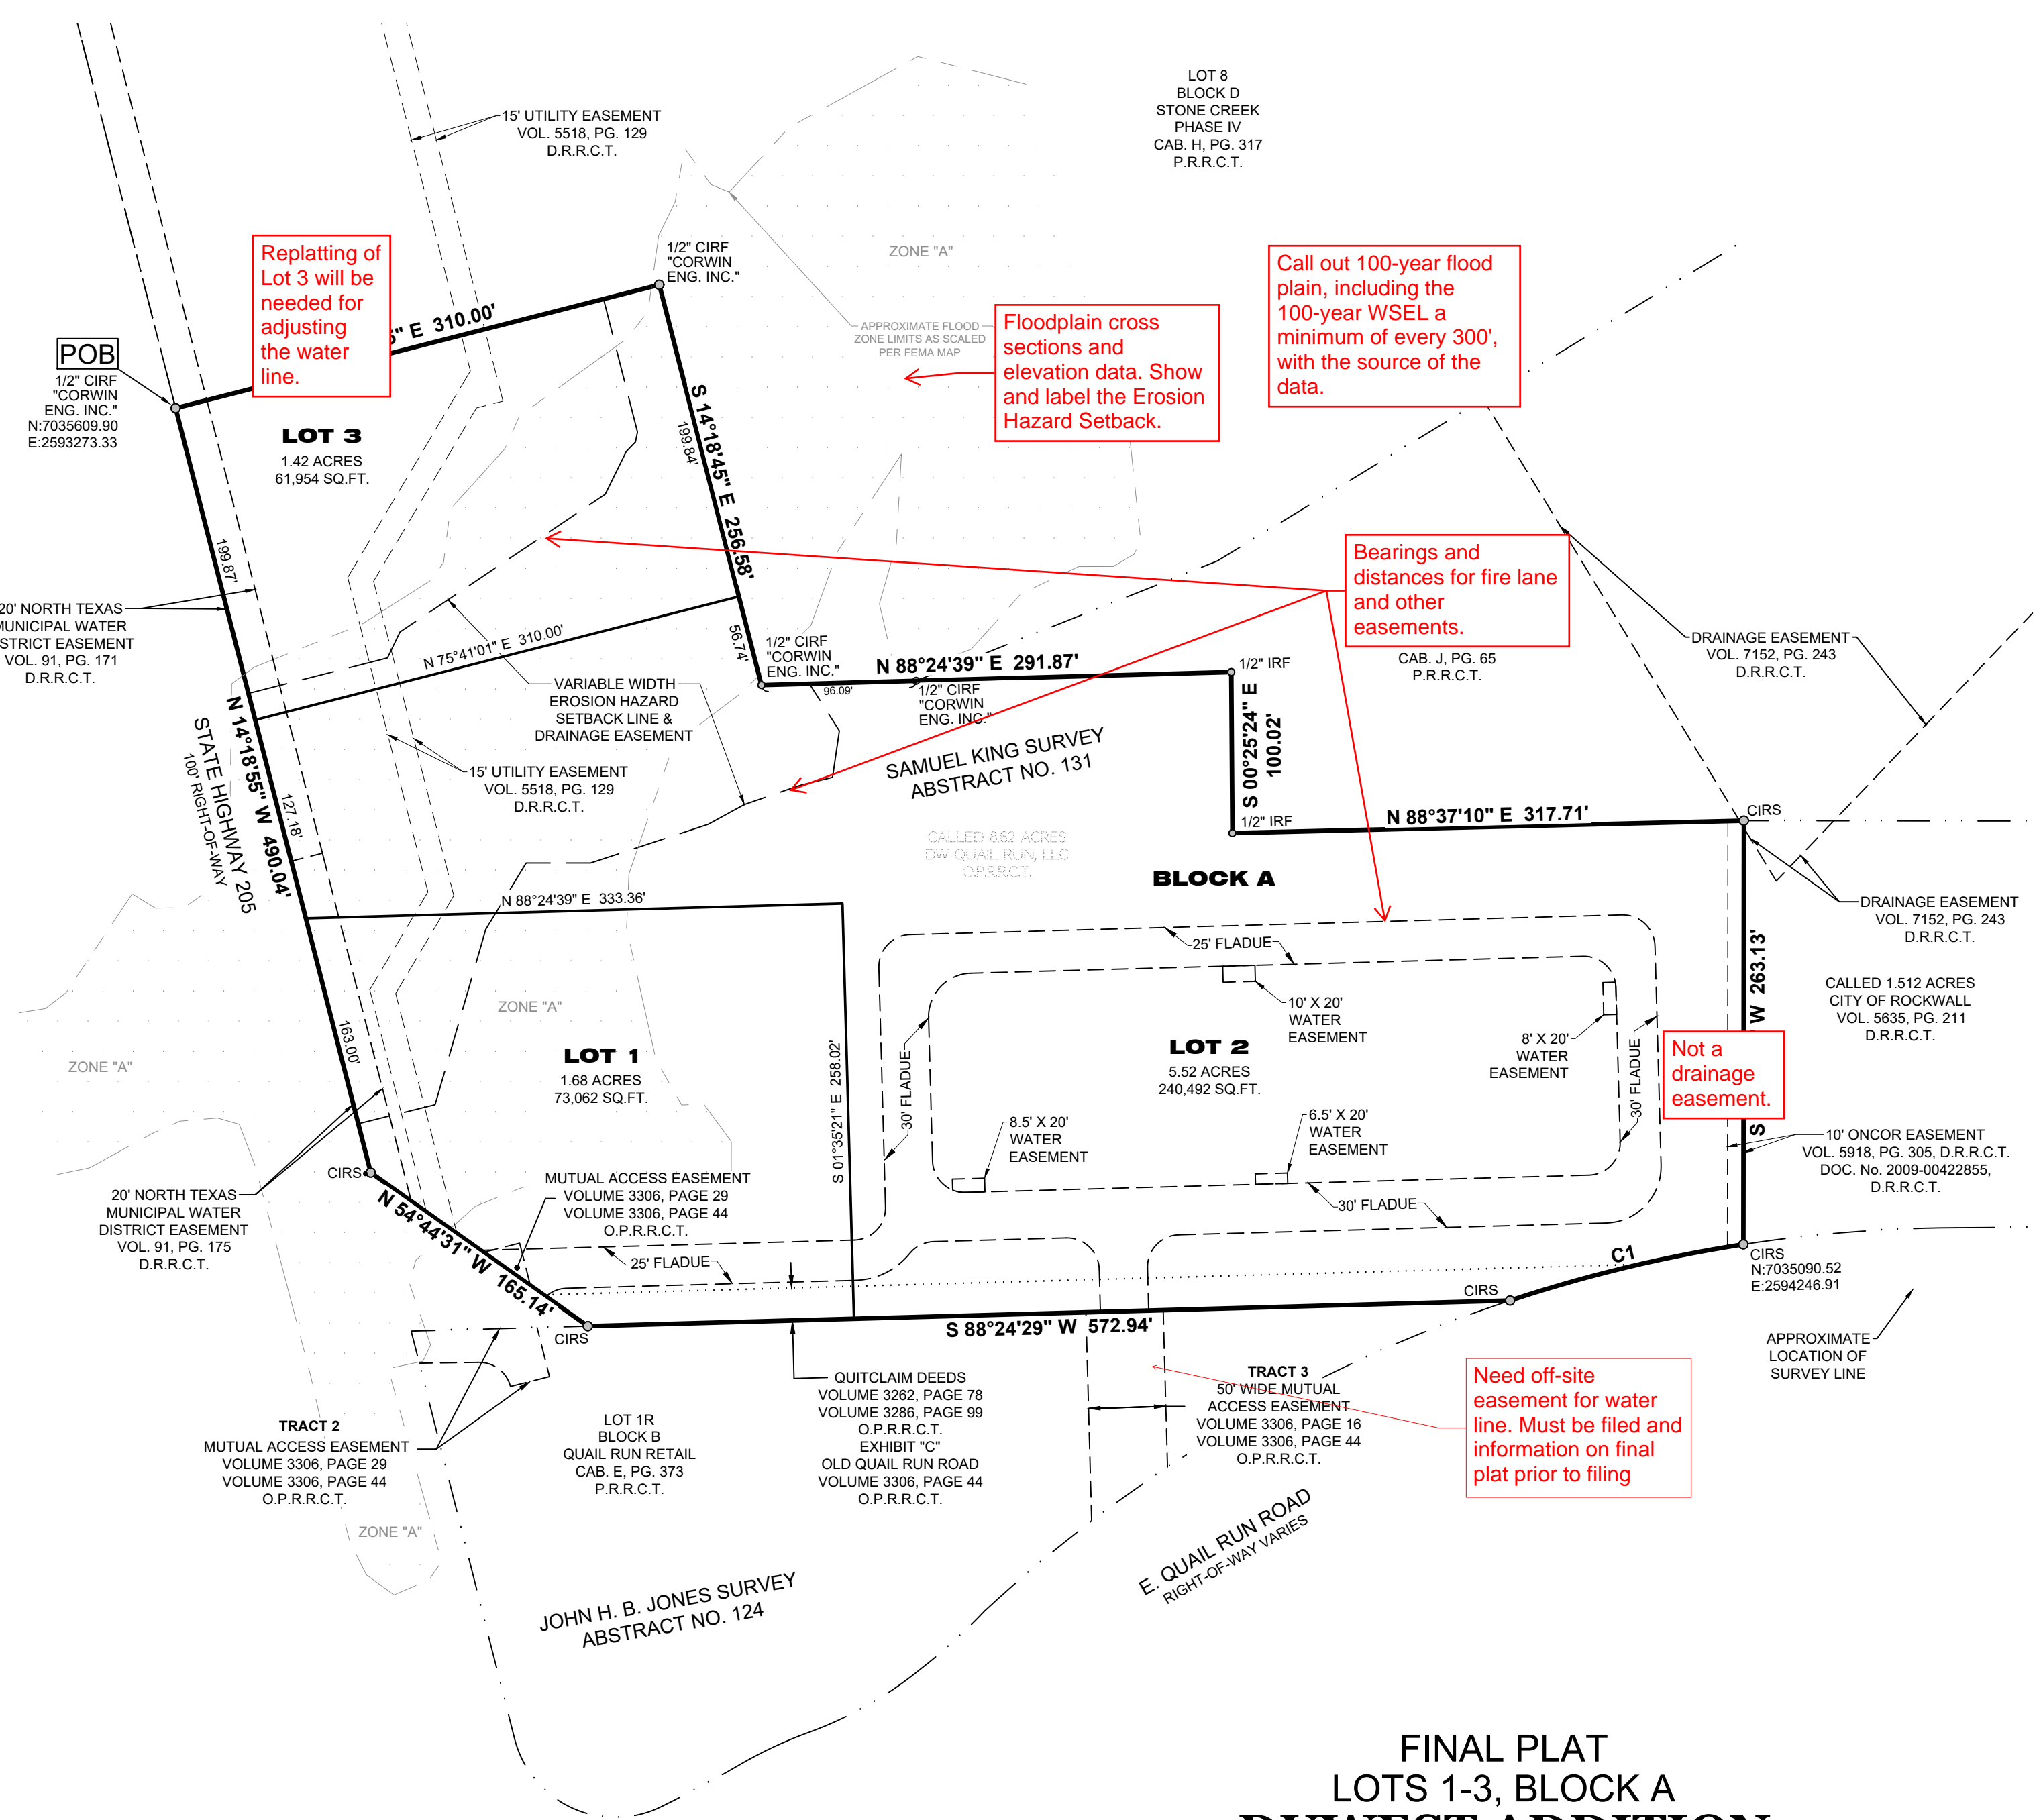 LOT 8
BLOCK D
STONE CREEK
PHASE IV
CAB. H, PG. 317
P.R.R.C.T.
15' UTILITY EASEMENT
VOL. 5518, PG. 129
D.R.R.C.T.
ZONE "A"
1/2" CIRF
"CORWIN
ENG. INC."
Replatting of
Lot 3 will be
needed for
adjusting
the water
line.
" E 310.00'
Call out 100-year flood
plain, including the
100-year WSEL a
minimum of every 300',
with the source of the
data.
APPROXIMATE FLOOD
ZONE LIMITS AS SCALED
PER FEMA MAP
Floodplain cross
sections and
elevation data. Show
and label the Erosion
Hazard Setback.
POB
1/2" CIRF
"CORWIN
ENG. INC."
N:7035609.90
E:2593273.33
LOT 3
1.42 ACRES
61,954 SQ.FT.
S 14°18'45" E 256.58'
199.84'
56.74'
199.87'
Bearings and
distances for fire lane
and other
easements.
CAB. J, PG. 65
P.R.R.C.T.
20' NORTH TEXAS
MUNICIPAL WATER
DISTRICT EASEMENT
VOL. 91, PG. 171
D.R.R.C.T.
N 75°41'01" E 310.00'
1/2" CIRF
"CORWIN
ENG. INC."
N 88°24'39" E 291.87'
96.09'
1/2" IRF
1/2" CIRF
"CORWIN
ENG. INC."
DRAINAGE EASEMENT
VOL. 7152, PG. 243
D.R.R.C.T.
VARIABLE WIDTH
EROSION HAZARD
SETBACK LINE &
DRAINAGE EASEMENT
S 00°25'24" E
100.02'
SAMUEL KING SURVEY
ABSTRACT NO. 131
15' UTILITY EASEMENT
VOL. 5518, PG. 129
D.R.R.C.T.
STATE HIGHWAY 205
100' RIGHT-OF-WAY
N 14°18'55" W 490.04'
127.18'
163.00'
1/2" IRF
N 88°37'10" E 317.71'
CIRS
CALLED 8.62 ACRES
DW QUAIL RUN, LLC
O.P.R.R.C.T.
BLOCK A
N 88°24'39" E 333.36'
DRAINAGE EASEMENT
VOL. 7152, PG. 243
D.R.R.C.T.
25' FLADUE
W 263.13'
S
CALLED 1.512 ACRES
CITY OF ROCKWALL
VOL. 5635, PG. 211
D.R.R.C.T.
ZONE "A"
10' X 20'
WATER
EASEMENT
LOT 2
5.52 ACRES
240,492 SQ.FT.
8' X 20'
WATER
EASEMENT
Not a
drainage
easement.
ZONE "A"
LOT 1
1.68 ACRES
73,062 SQ.FT.
S 01°35'21" E 258.02'
30' FLADUE
30' FLADUE
8.5' X 20'
WATER
EASEMENT
6.5' X 20'
WATER
EASEMENT
10' ONCOR EASEMENT
VOL. 5918, PG. 305, D.R.R.C.T.
DOC. No. 2009-00422855,
D.R.R.C.T.
CIRS
20' NORTH TEXAS
MUNICIPAL WATER
DISTRICT EASEMENT
VOL. 91, PG. 175
D.R.R.C.T.
MUTUAL ACCESS EASEMENT
VOLUME 3306, PAGE 29
VOLUME 3306, PAGE 44
O.P.R.R.C.T.
N 54°44'31" W 165.14'
30' FLADUE
25' FLADUE
C1
CIRS
N:7035090.52
E:2594246.91
CIRS
CIRS
S 88°24'29" W 572.94'
APPROXIMATE
LOCATION OF
SURVEY LINE
TRACT 2
MUTUAL ACCESS EASEMENT
VOLUME 3306, PAGE 29
VOLUME 3306, PAGE 44
O.P.R.R.C.T.
LOT 1R
BLOCK B
QUAIL RUN RETAIL
CAB. E, PG. 373
P.R.R.C.T.
QUITCLAIM DEEDS
VOLUME 3262, PAGE 78
VOLUME 3286, PAGE 99
O.P.R.R.C.T.
EXHIBIT "C"
OLD QUAIL RUN ROAD
VOLUME 3306, PAGE 44
O.P.R.R.C.T.
TRACT 3
50' WIDE MUTUAL
ACCESS EASEMENT
VOLUME 3306, PAGE 16
VOLUME 3306, PAGE 44
O.P.R.R.C.T.
Need off-site
easement for water
line. Must be filed and
information on final
plat prior to filing
ZONE "A"
E. QUAIL RUN ROAD
RIGHT-OF-WAY VARIES
JOHN H. B. JONES SURVEY
ABSTRACT NO. 124
FINAL PLAT
LOTS 1-3, BLOCK A